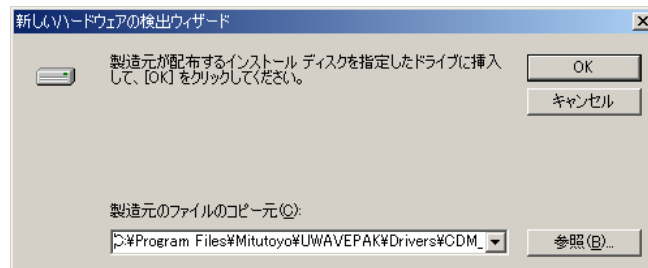 新しいハードウェアの検出ウィザード
製造元が配布するインストール ディスクを指定したドライブに挿入
して、[OK] をクリックしてください。
OK
キャンセル
製造元のファイルのコピー元(C):
C:¥Program Files¥Mitutoyo¥UWAVEPAK¥Drivers¥CDM_
参照(B)...